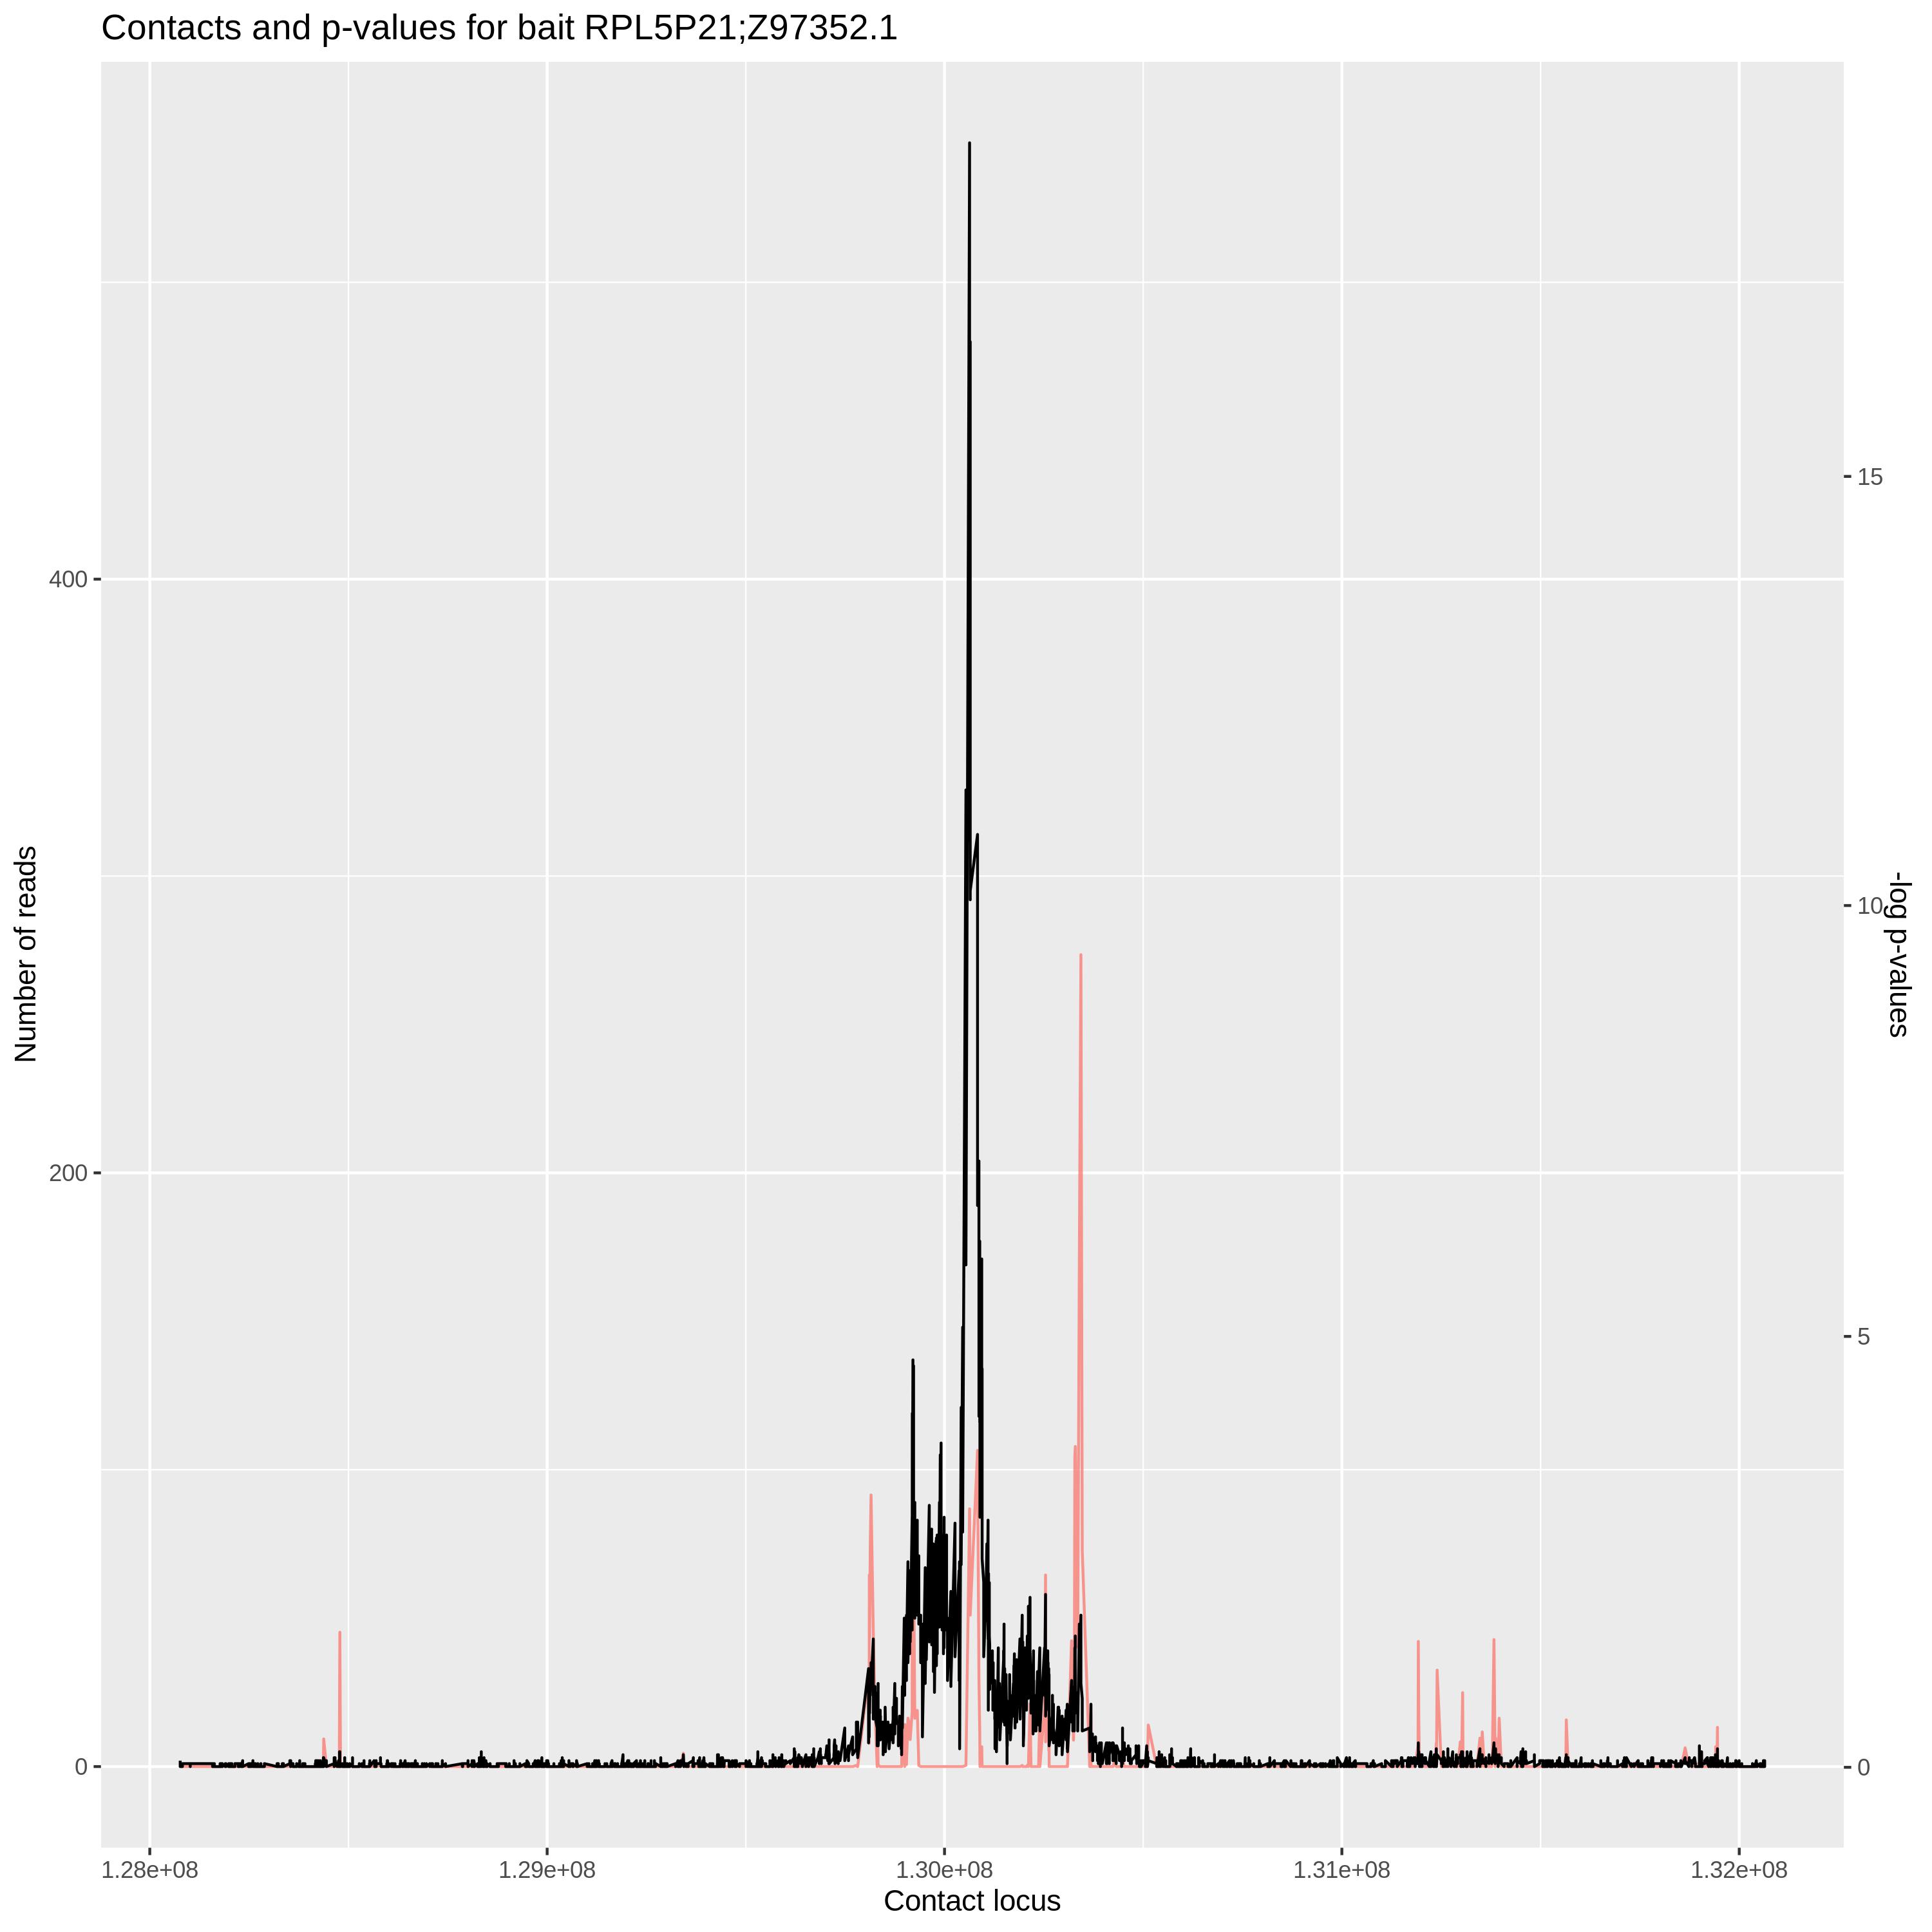 Contacts and p-values for bait RPL5P21;Z97352.1
Number of reads
400
200
0
15
10
5
0
-log p-values
1.28e+08 1.29e+08 1.30e+08 1.31e+08 1.32e+08
Contact locus